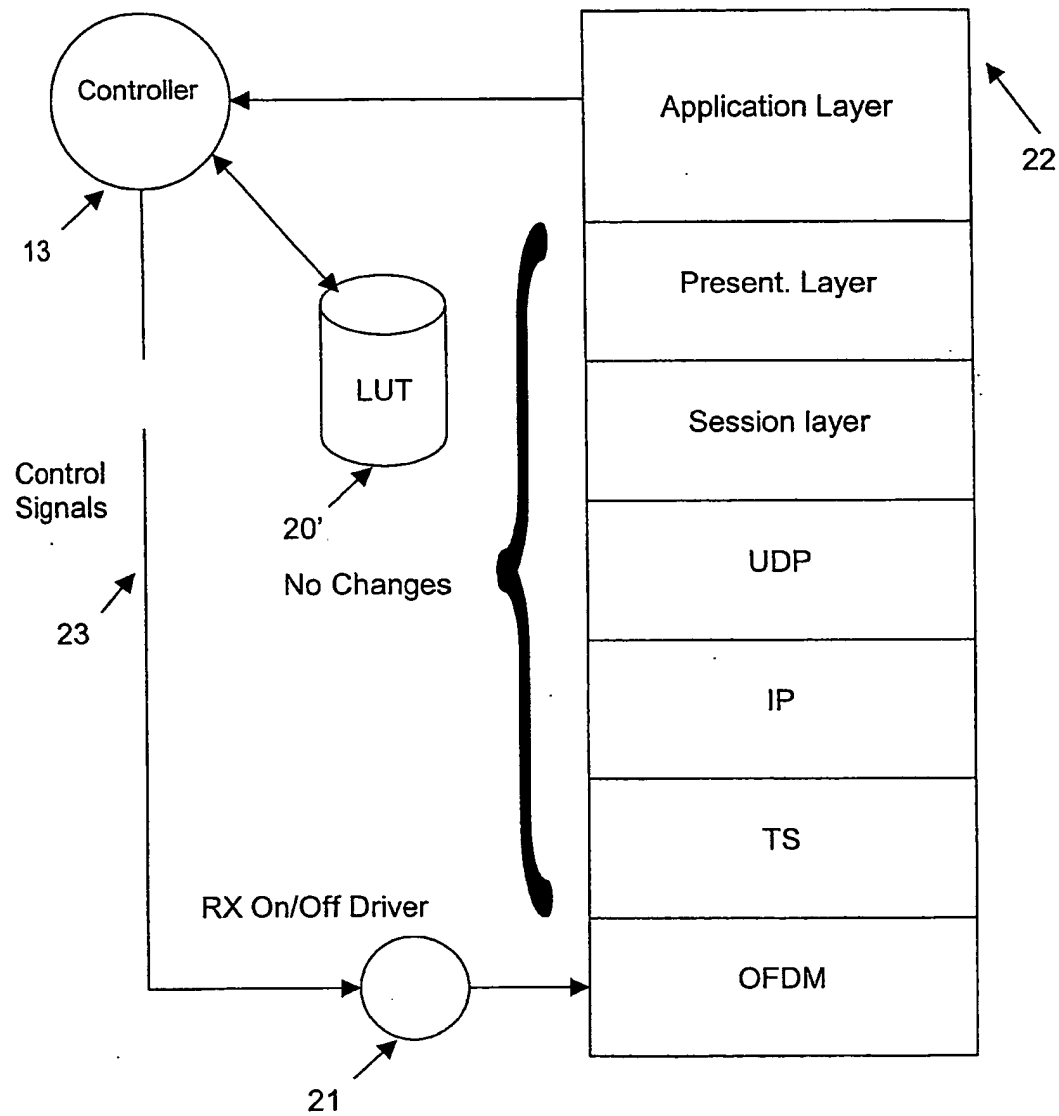 Controller
Application Layer
22
13
Present. Layer
LUT
Session layer
Control
Signals
20'
UDP
No Changes
23
IP
TS
RX On/Off Driver
OFDM
21